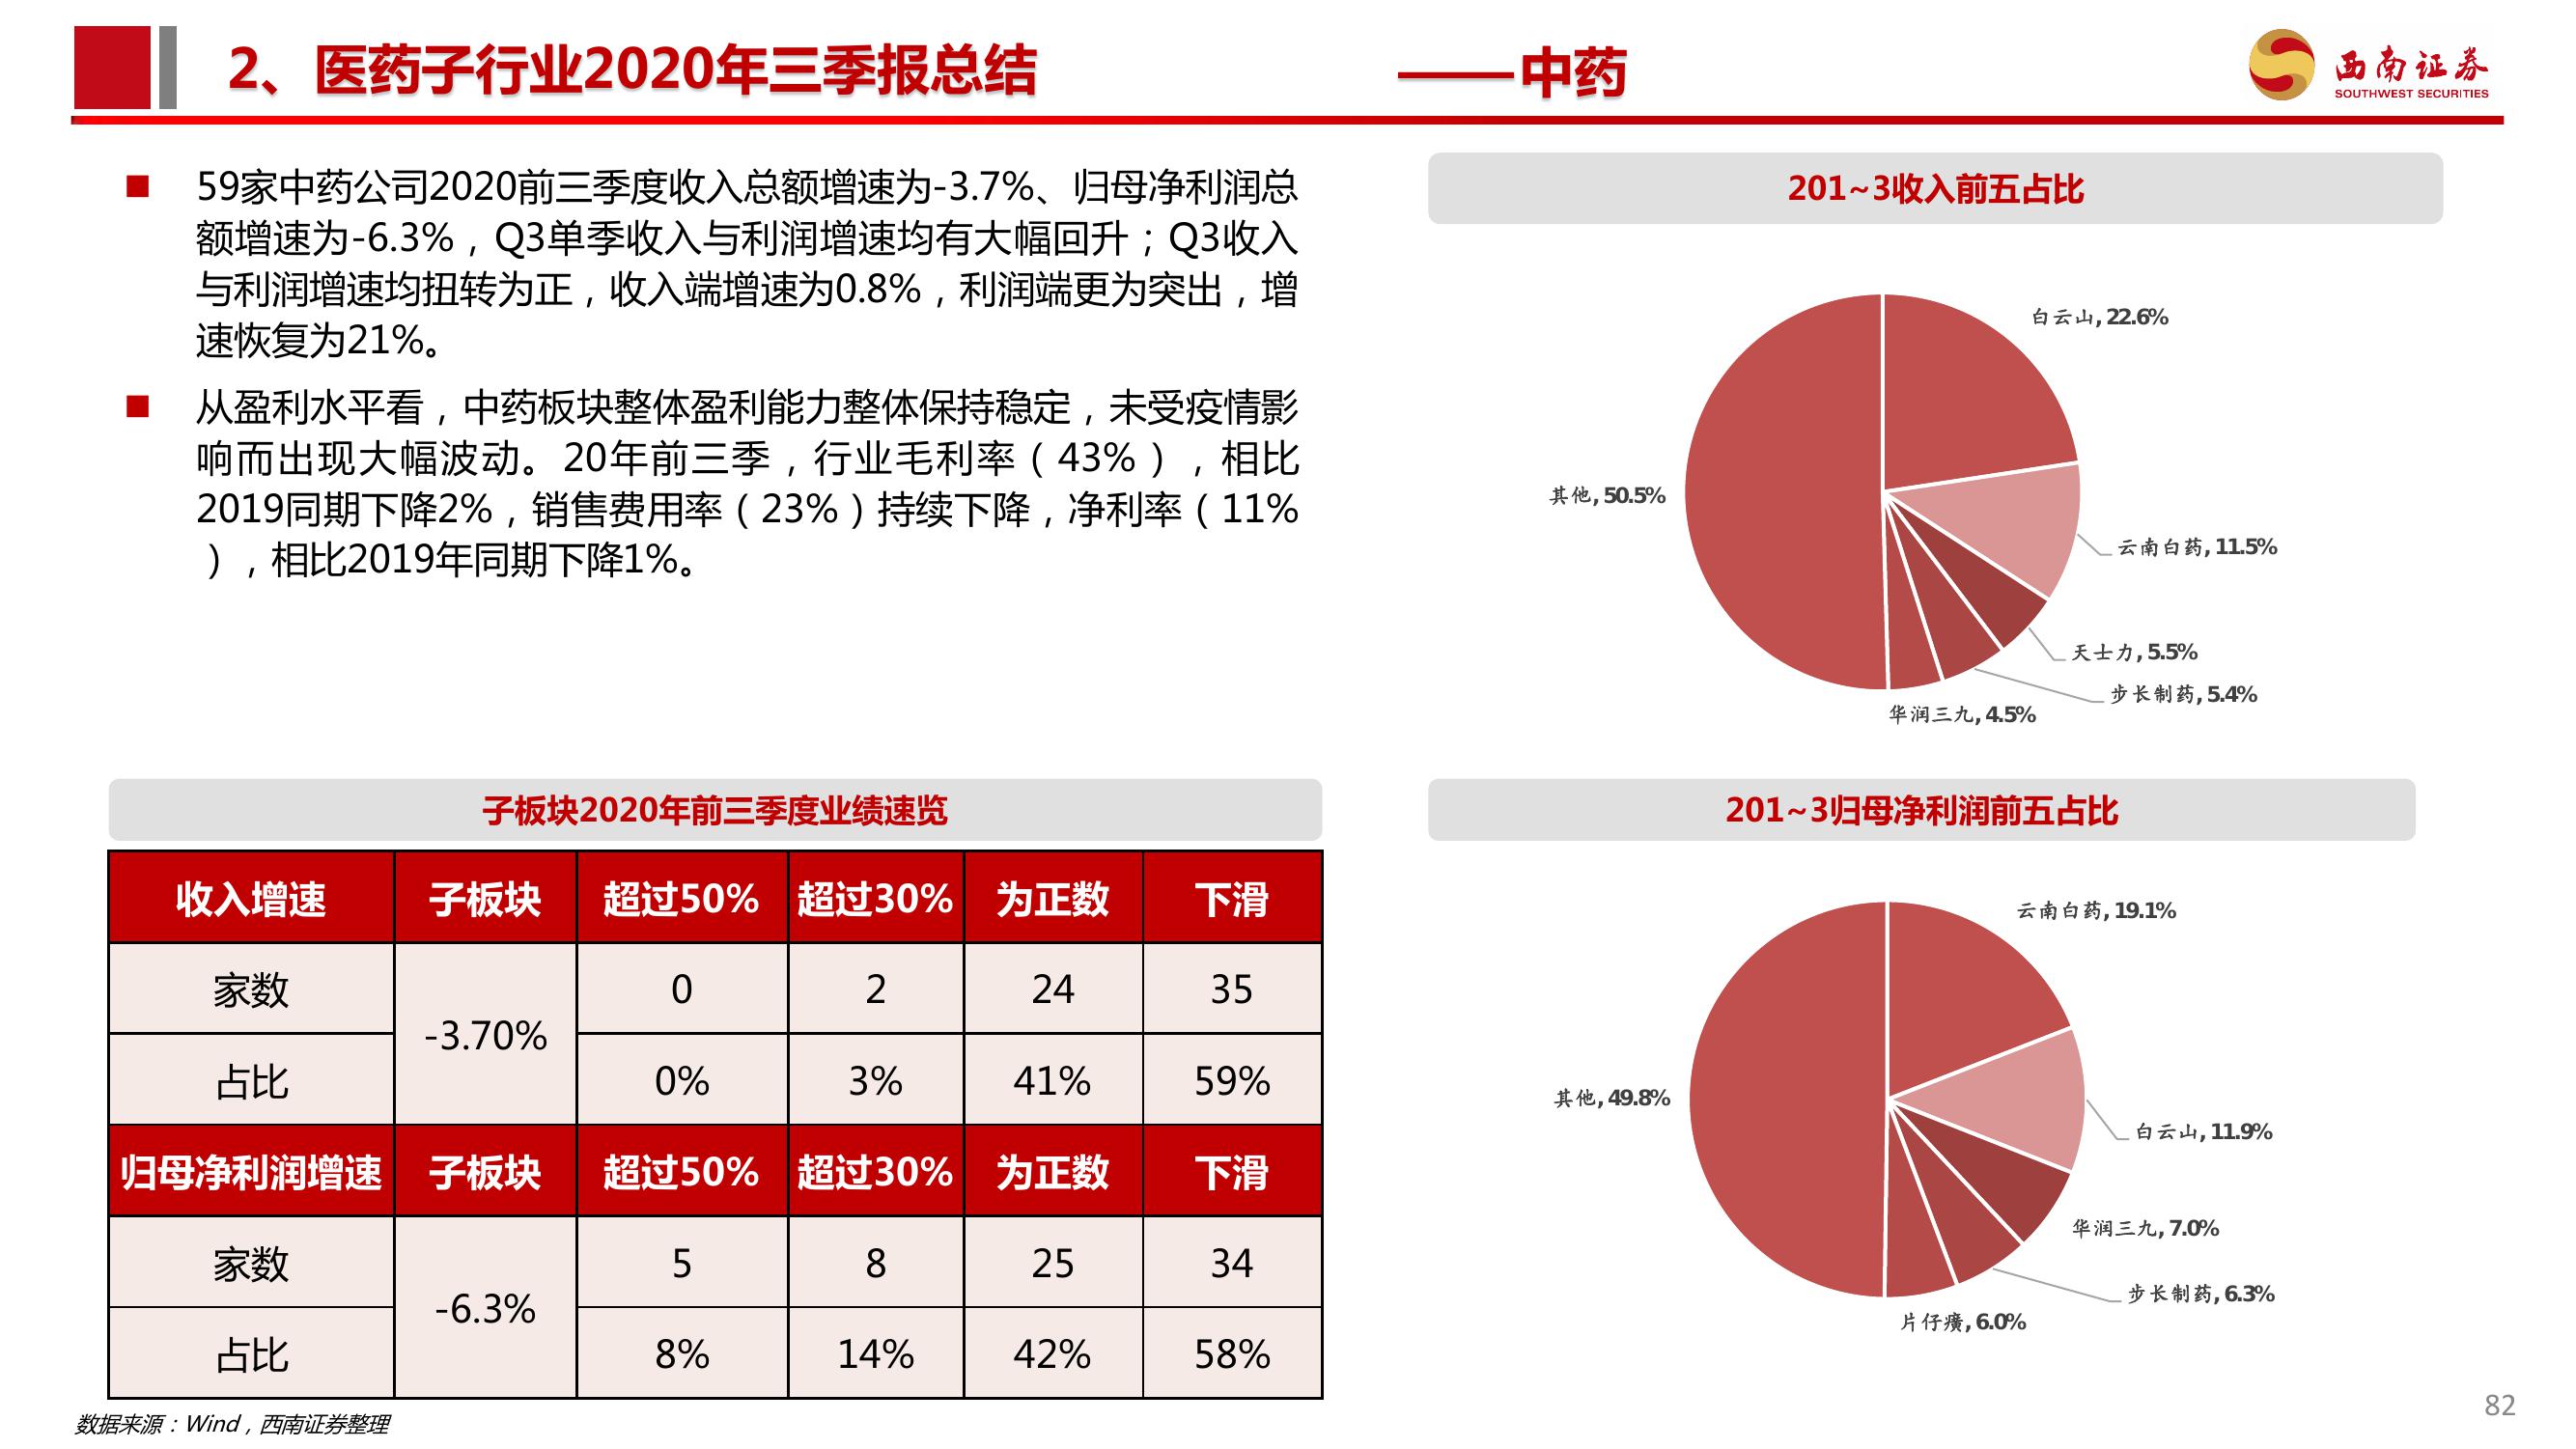 2、医药子行业2020年三季报总结
——中药
西南证券
SOUTHWEST SECURITIES
59家中药公司2020前三季度收入总额增速为-3.7%、归母净利润总
额增速为-6.3%，Q3单季收入与利润增速均有大幅回升；Q3收入
与利润增速均扭转为正，收入端增速为0.8%，利润端更为突出，增
速恢复为21%。
从盈利水平看，中药板块整体盈利能力整体保持稳定，未受疫情影
响而出现大幅波动。20年前三季，行业毛利率（43%），相比
2019同期下降2%，销售费用率（23%）持续下降，净利率（11%
），相比2019年同期下降1%。
201~3收入前五占比
白云山, 22.6%
云南白药, 11.5%
天士力, 5.5%
步长制药, 5.4%
华润三九, 4.5%
其他, 50.5%
子板块2020年前三季度业绩速览
收入增速 子板块 超过50% 超过30% 为正数 下滑
家数 -3.70% 0 2 24 35
占比 0% 3% 41% 59%
归母净利润增速 子板块 超过50% 超过30% 为正数 下滑
家数 -6.3% 5 8 25 34
占比 8% 14% 42% 58%
201~3归母净利润前五占比
云南白药, 19.1%
白云山, 11.9%
华润三九, 7.0%
步长制药, 6.3%
片仔癀, 6.0%
其他, 49.8%
数据来源：Wind，西南证券整理
82